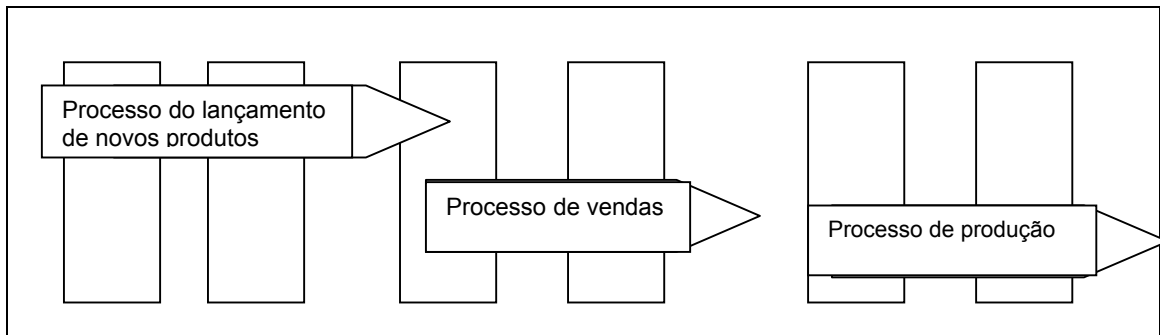 Processo do lançamento
de novos produtos
Processo de vendas
Processo de produção